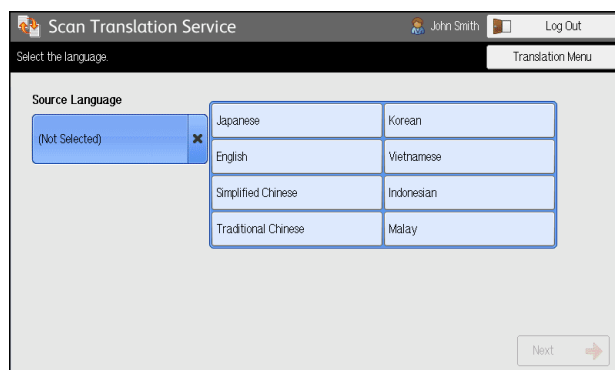 Scan Translation Service
John Smith
Log Out
Select the language.
Translation Menu
Source Language
(Not Selected)
Japanese
Korean
English
Vietnamese
Simplified Chinese
Indonesian
Traditional Chinese
Malay
Next